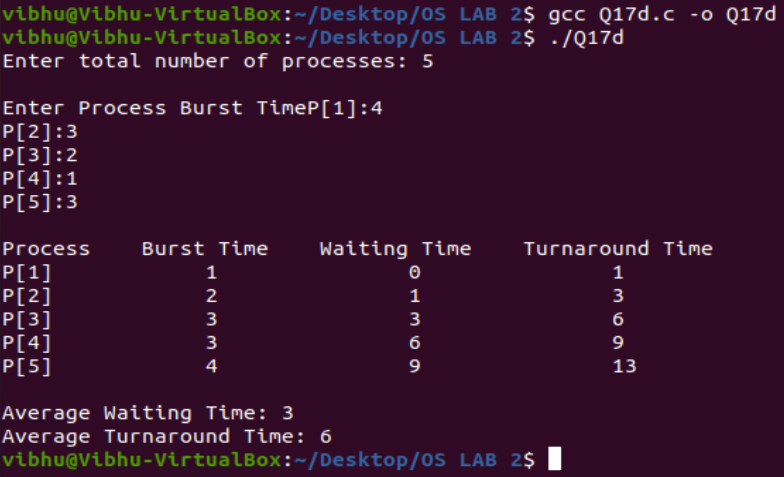 vibhu@Vibhu-VirtualBox:~/Desktop/OS LAB 2$ gcc Q17d.c -o Q17d
vibhu@Vibhu-VirtualBox:~/Desktop/OS LAB 2$ ./Q17d
Enter total number of processes: 5
Enter Process Burst TimeP[1]:4
P[2]:3
P[3]:2
P[4]:1
P[5]:3
Process Burst Time Waiting Time Turnaround Time
P[1] 1 0 1
P[2] 2 1 3
P[3] 3 3 6
P[4] 3 6 9
P[5] 4 9 13
Average Waiting Time: 3
Average Turnaround Time: 6
vibhu@Vibhu-VirtualBox:~/Desktop/OS LAB 2$